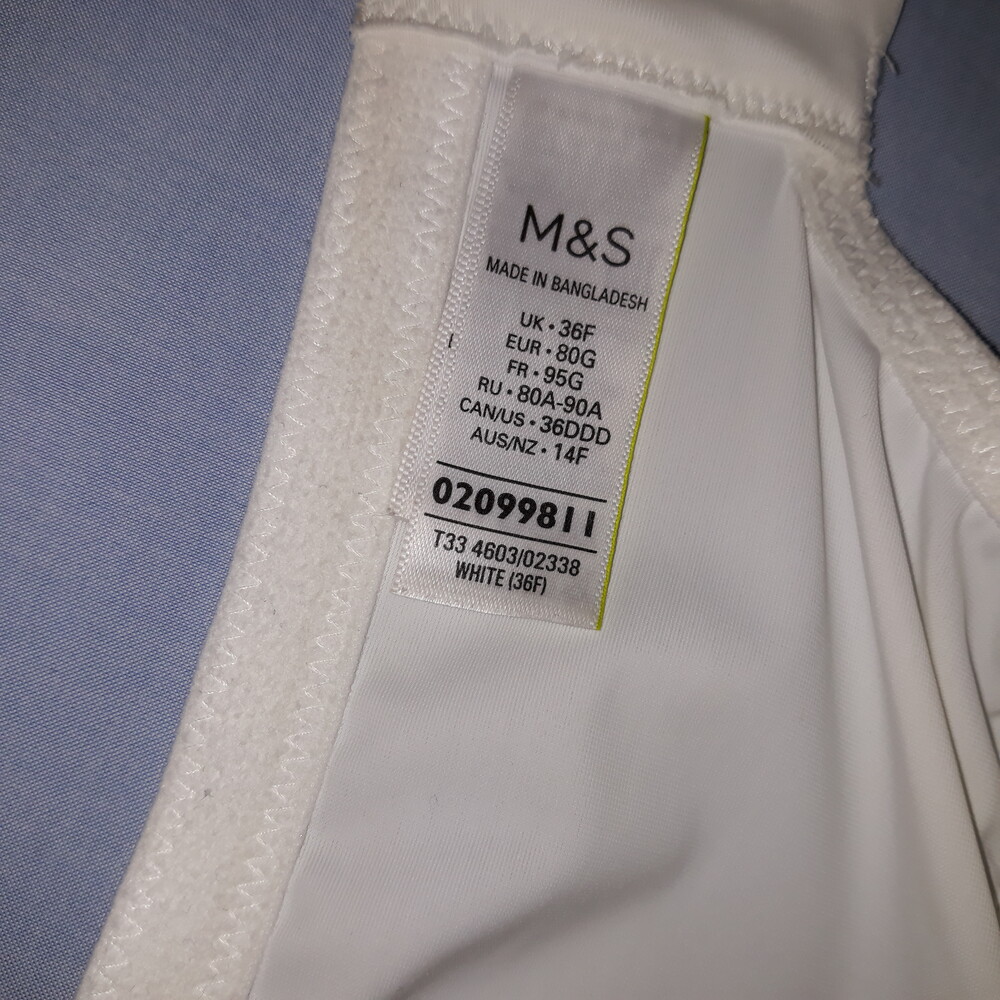 M&S
MADE IN BANGLADESH
UK • 36F
EUR • 80G
FR • 95G
RU • 80A-90A
CAN/US • 36DDD
AUS/NZ • 14F
02099811
T33 4603/02338
WHITE (36F)